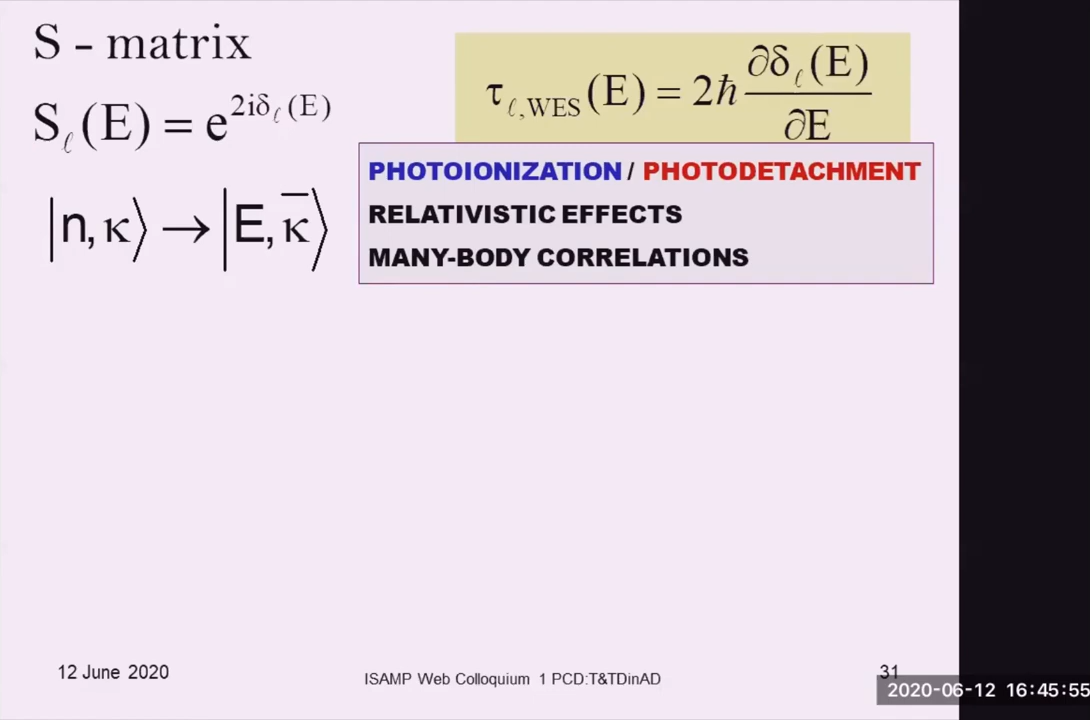 S - matrix
S_ℓ(E) = e^{2iδ_ℓ(E)}
τ_{ℓ,WES}(E) = 2ħ ∂δ_ℓ(E)/∂E
PHOTOIONIZATION / PHOTODETACHMENT
RELATIVISTIC EFFECTS
MANY-BODY CORRELATIONS
|n, κ⟩ → |E, κ̄⟩
12 June 2020
ISAMP Web Colloquium 1 PCD:T&TDinAD
31
2020-06-12 16:45:55